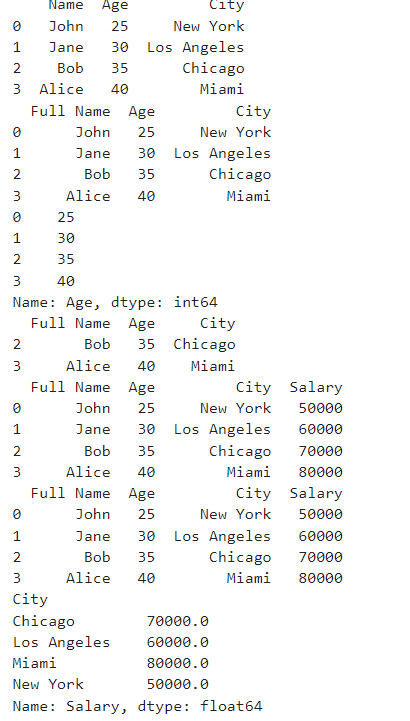 Name  Age         City
0   John   25     New York
1   Jane   30  Los Angeles
2    Bob   35      Chicago
3  Alice   40        Miami
  Full Name  Age         City
0      John   25     New York
1      Jane   30  Los Angeles
2       Bob   35      Chicago
3     Alice   40        Miami
0    25
1    30
2    35
3    40
Name: Age, dtype: int64
  Full Name  Age     City
2       Bob   35  Chicago
3     Alice   40    Miami
  Full Name  Age         City  Salary
0      John   25     New York   50000
1      Jane   30  Los Angeles   60000
2       Bob   35      Chicago   70000
3     Alice   40        Miami   80000
  Full Name  Age         City  Salary
0      John   25     New York   50000
1      Jane   30  Los Angeles   60000
2       Bob   35      Chicago   70000
3     Alice   40        Miami   80000
City
Chicago        70000.0
Los Angeles    60000.0
Miami          80000.0
New York       50000.0
Name: Salary, dtype: float64